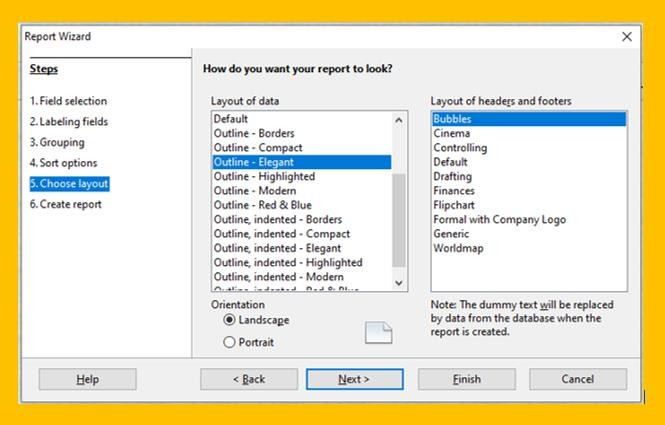 Report Wizard
Steps
1. Field selection
2. Labeling fields
3. Grouping
4. Sort options
5. Choose layout
6. Create report
How do you want your report to look?
Layout of data
Default
Outline - Borders
Outline - Compact
Outline - Elegant
Outline - Highlighted
Outline - Modern
Outline - Red & Blue
Outline, indented - Borders
Outline, indented - Compact
Outline, indented - Elegant
Outline, indented - Highlighted
Outline, indented - Modern
Outline, indented - Red & Blue
Layout of headers and footers
Bubbles
Cinema
Controlling
Default
Drafting
Finances
Flipchart
Formal with Company Logo
Generic
Worldmap
Orientation
Landscape
Portrait
Note: The dummy text will be replaced
by data from the database when the
report is created.
Help
< Back
Next >
Finish
Cancel